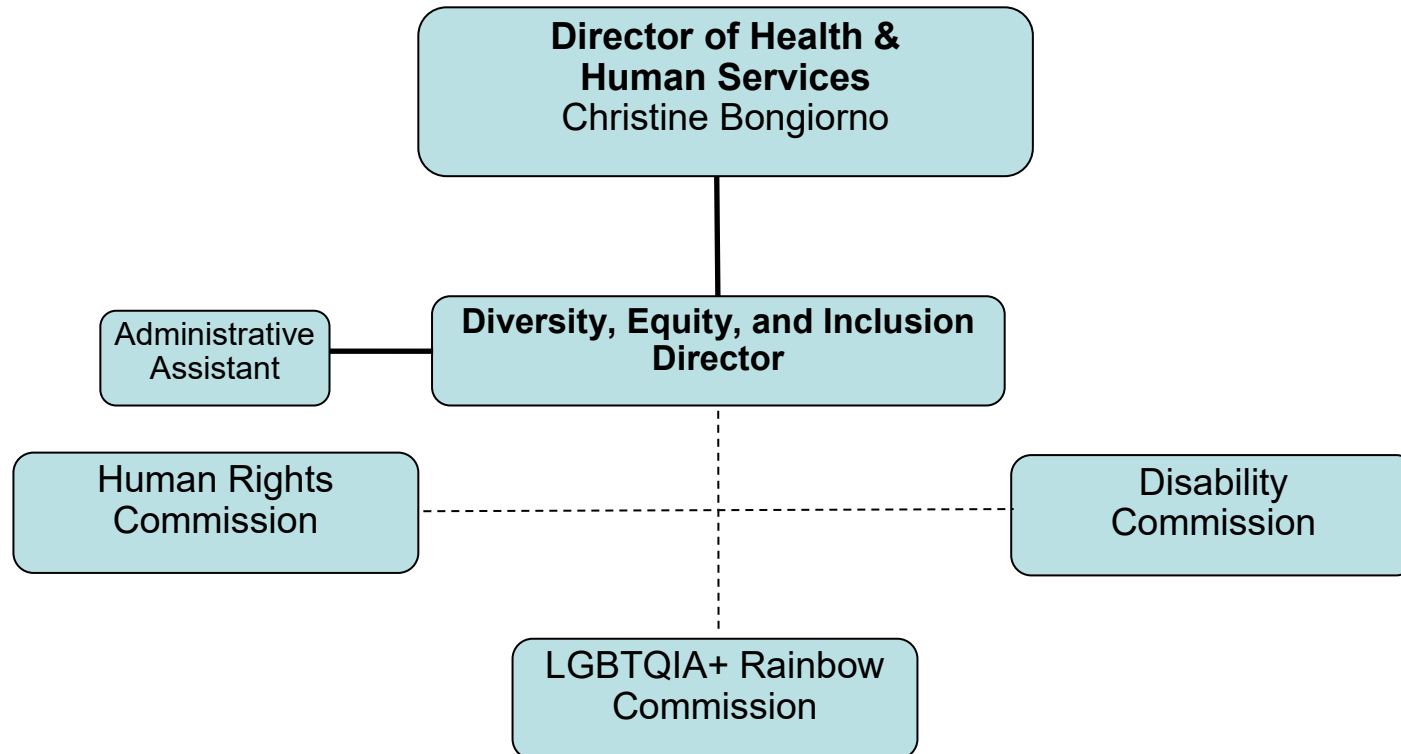 Director of Health &
Human Services
Christine Bongiorno
Administrative
Assistant
Diversity, Equity, and Inclusion
Director
Human Rights
Commission
Disability
Commission
LGBTQIA+ Rainbow
Commission